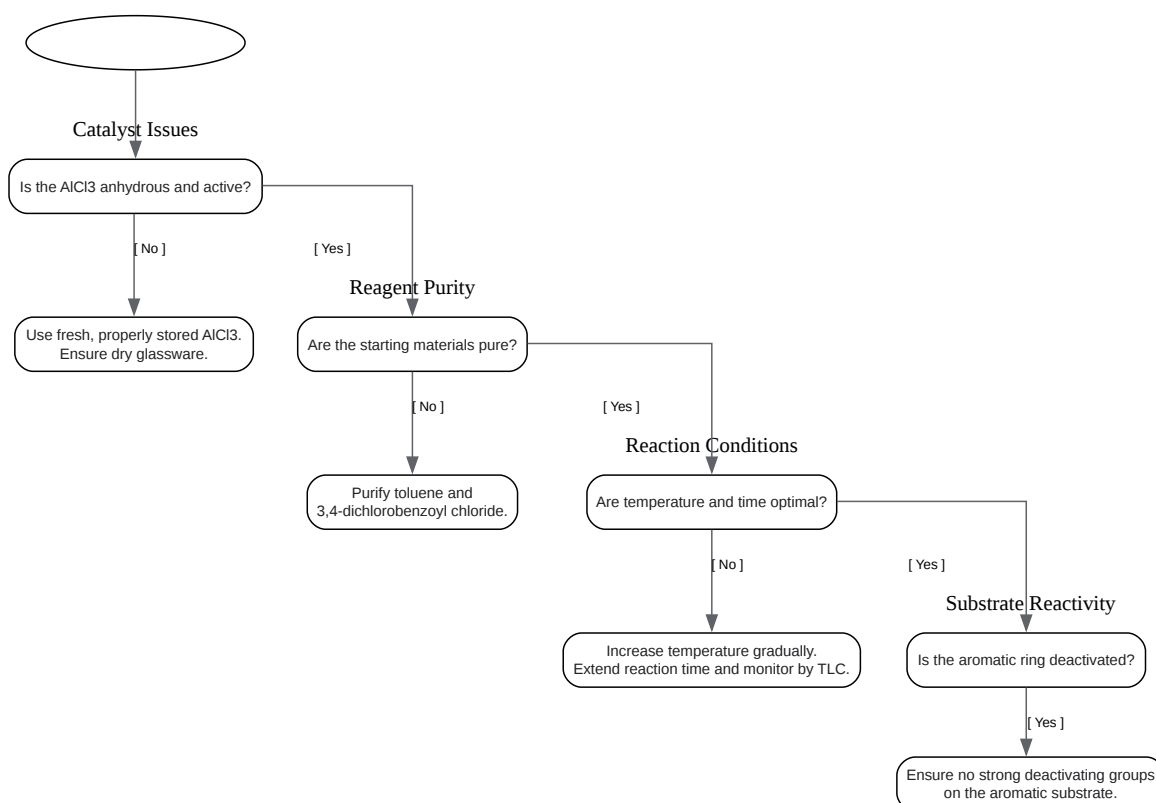 Catalyst Issues
Is the AlCl3 anhydrous and active?
[ No ]
[ Yes ]
Reagent Purity
Use fresh, properly stored AlCl3.
Ensure dry glassware.
Are the starting materials pure?
[ No ]
[ Yes ]
Reaction Conditions
Purify toluene and
3,4-dichlorobenzoyl chloride.
Are temperature and time optimal?
[ No ]
[ Yes ]
Substrate Reactivity
Increase temperature gradually.
Extend reaction time and monitor by TLC.
Is the aromatic ring deactivated?
[ Yes ]
Ensure no strong deactivating groups
on the aromatic substrate.